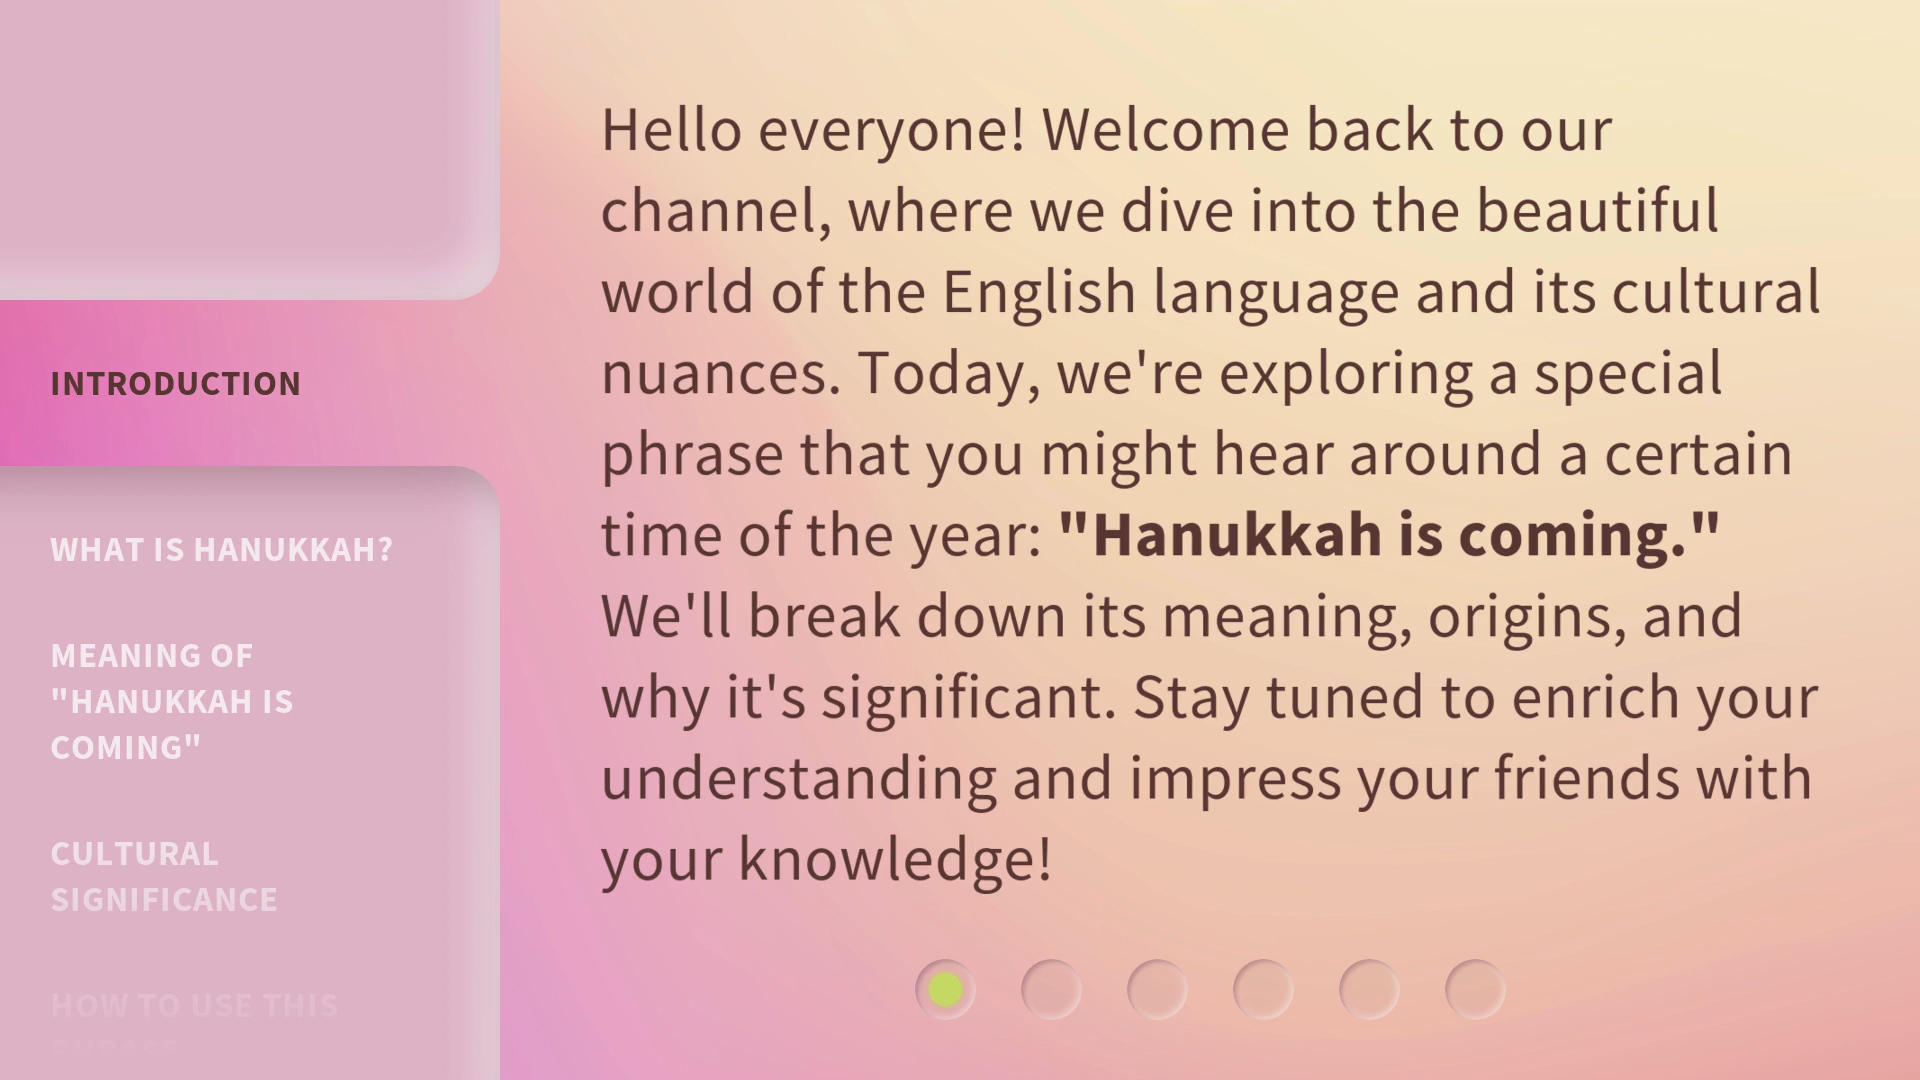 INTRODUCTION
WHAT IS HANUKKAH?
MEANING OF
"HANUKKAH IS
COMING"
CULTURAL
SIGNIFICANCE
HOW TO USE THIS
PHRASE
Hello everyone! Welcome back to our
channel, where we dive into the beautiful
world of the English language and its cultural
nuances. Today, we're exploring a special
phrase that you might hear around a certain
time of the year: "Hanukkah is coming."
We'll break down its meaning, origins, and
why it's significant. Stay tuned to enrich your
understanding and impress your friends with
your knowledge!